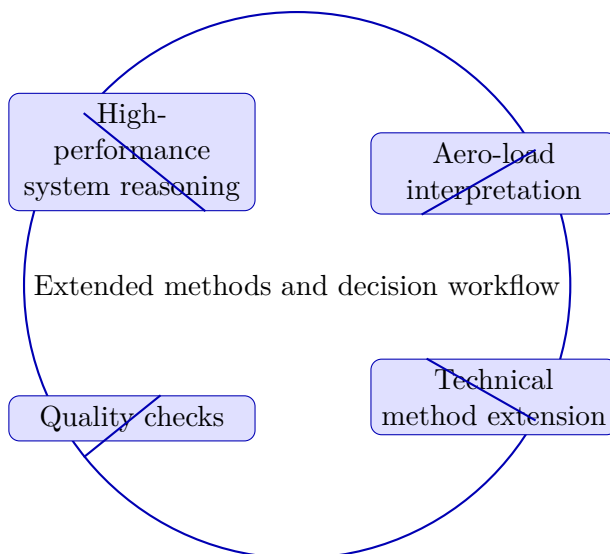 High-
performance
system reasoning
Aero-load
interpretation
Extended methods and decision workflow
Quality checks
Technical
method extension